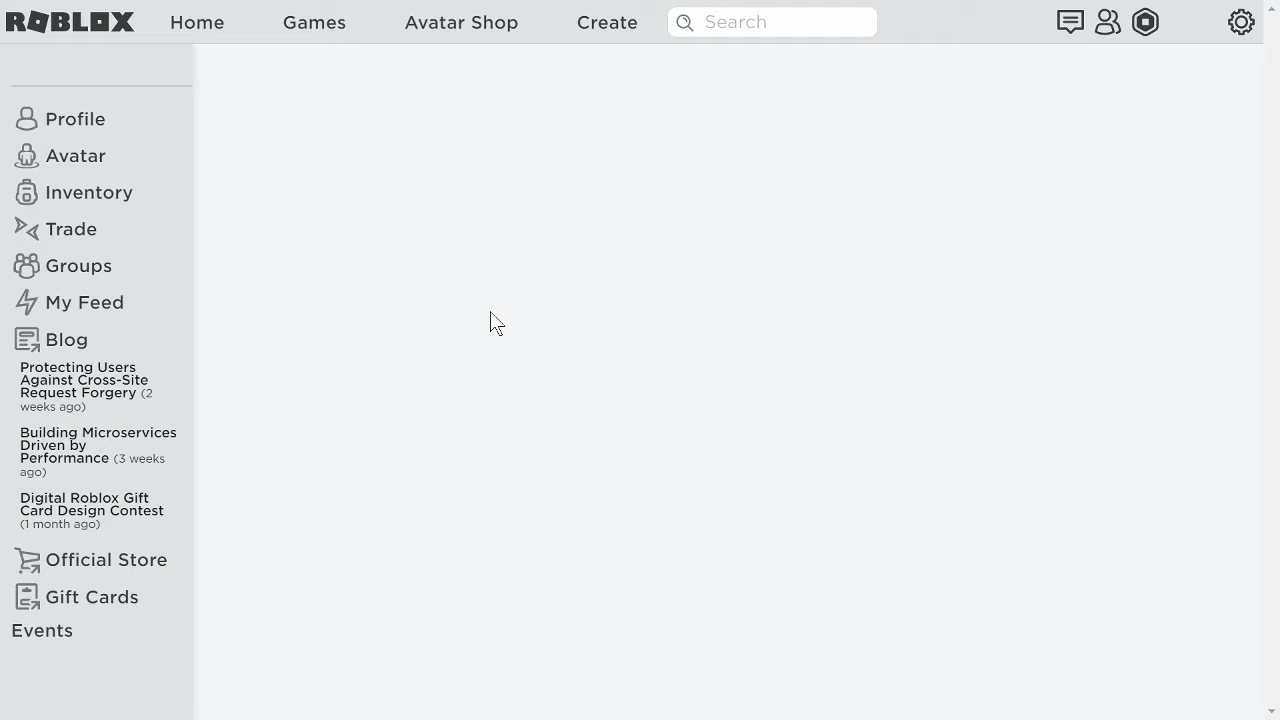 ROBLOX Home Games Avatar Shop Create Search
Profile
Avatar
Inventory
Trade
Groups
My Feed
Blog
Protecting Users
Against Cross-Site
Request Forgery (2
weeks ago)
Building Microservices
Driven by
Performance (3 weeks
ago)
Digital Roblox Gift
Card Design Contest
(1 month ago)
Official Store
Gift Cards
Events